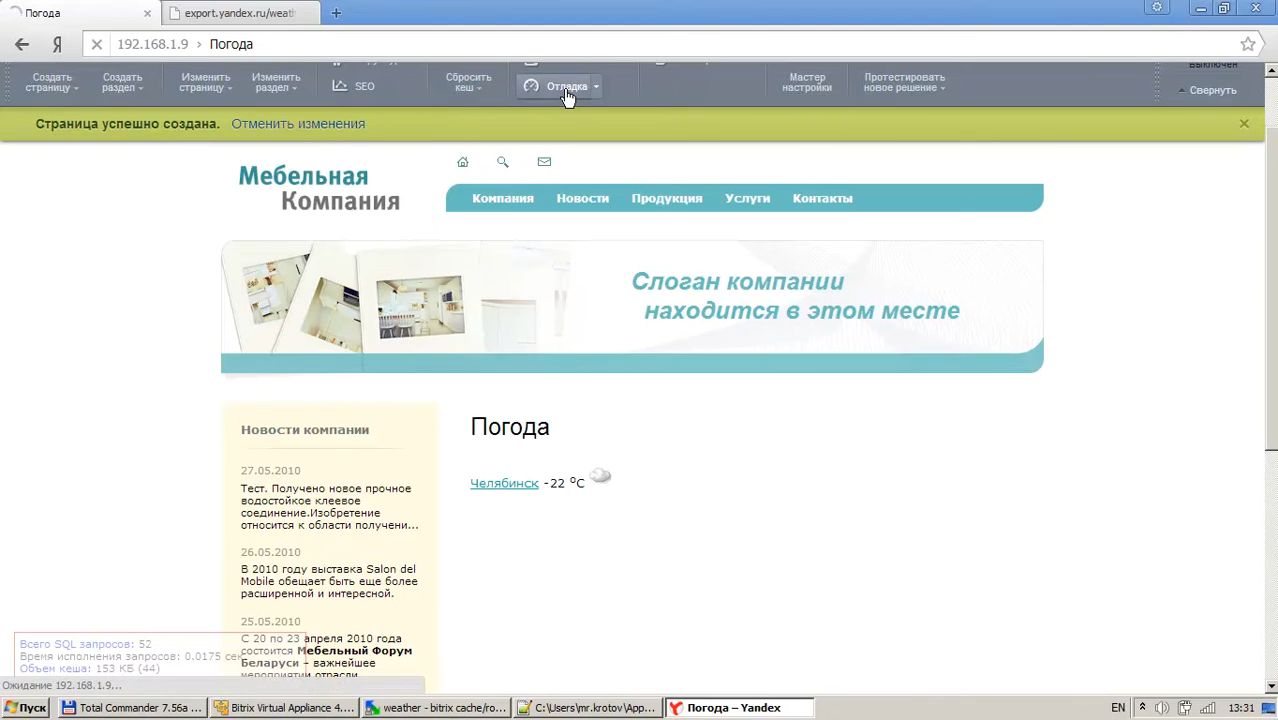 Погода
export.yandex.ru/weath
192.168.1.9 › Погода
Создать страницу
Создать раздел
Изменить страницу
Изменить раздел
SEO
Сбросить кеш
Отладка
Мастер настройки
Протестировать новое решение
Свернуть
Страница успешно создана. Отменить изменения
Мебельная
Компания
Компания Новости Продукция Услуги Контакты
Слоган компании
находится в этом месте
Новости компании
27.05.2010
Тест. Получено новое прочное
водостойкое клеевое
соединение.Изобретение
относится к области получени...
26.05.2010
В 2010 году выставка Salon del
Mobile обещает быть еще более
расширенной и интересной.
25.05.2010
С 20 по 23 апреля 2010 года
состоится Мебельный Форум
Беларуси – важнейшее
мероприятии отрасли
Погода
Челябинск -22 °C
Всего SQL запросов: 52
Время исполнения запросов: 0.0175 сек
Объем кеша: 153 КБ (44)
Ожидание 192.168.1.9...
Пуск
Total Commander 7.56a ...
Bitrix Virtual Appliance 4....
weather - bitrix cache/ro...
C:\Users\mr.krotov\App...
Погода – Yandex
EN
13:31